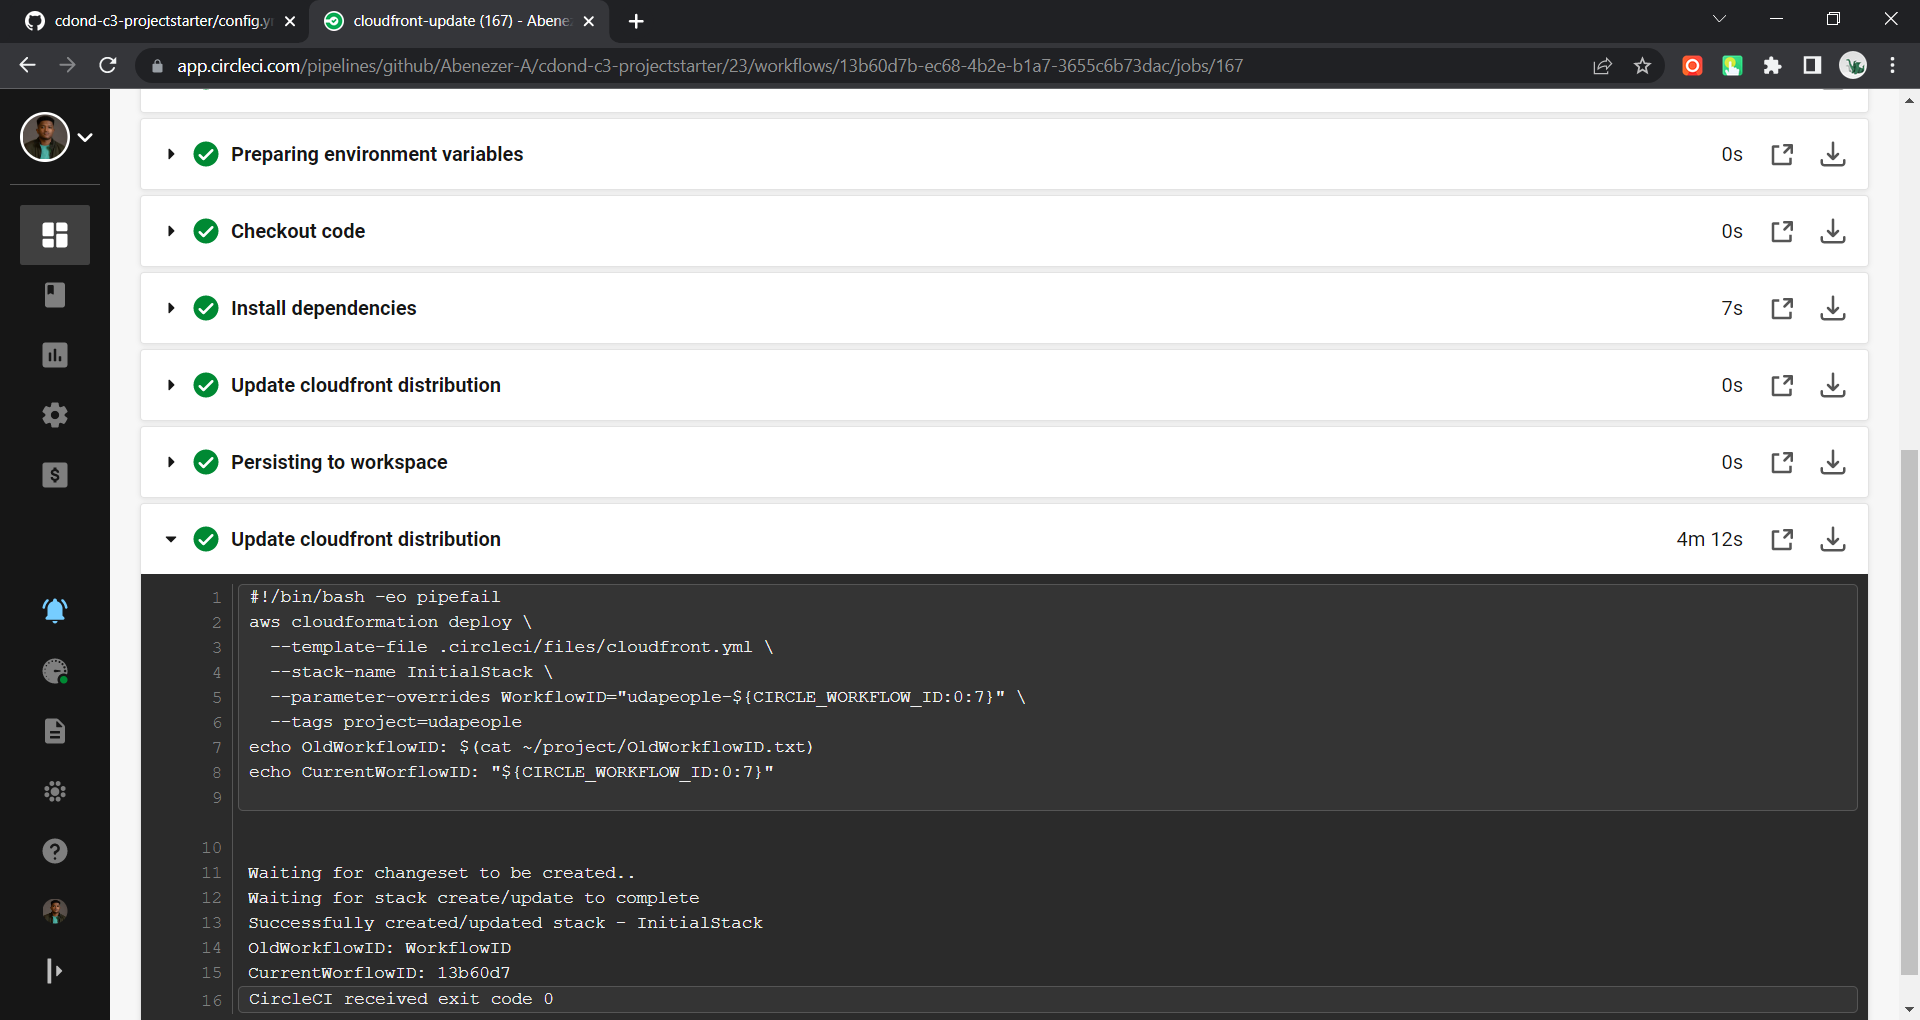 cdond-c3-projectstarter/config.y
cloudfront-update (167) - Abene
app.circleci.com/pipelines/github/Abenezer-A/cdond-c3-projectstarter/23/workflows/13b60d7b-ec68-4b2e-b1a7-3655c6b73dac/jobs/167
Preparing environment variables 0s
Checkout code 0s
Install dependencies 7s
Update cloudfront distribution 0s
Persisting to workspace 0s
Update cloudfront distribution 4m 12s
1 #!/bin/bash -eo pipefail
2 aws cloudformation deploy \
3 --template-file .circleci/files/cloudfront.yml \
4 --stack-name InitialStack \
5 --parameter-overrides WorkflowID="udapeople-${CIRCLE_WORKFLOW_ID:0:7}" \
6 --tags project=udapeople
7 echo OldWorkflowID: $(cat ~/project/OldWorkflowID.txt)
8 echo CurrentWorflowID: "${CIRCLE_WORKFLOW_ID:0:7}"
9
10
11 Waiting for changeset to be created..
12 Waiting for stack create/update to complete
13 Successfully created/updated stack - InitialStack
14 OldWorkflowID: WorkflowID
15 CurrentWorflowID: 13b60d7
16 CircleCI received exit code 0